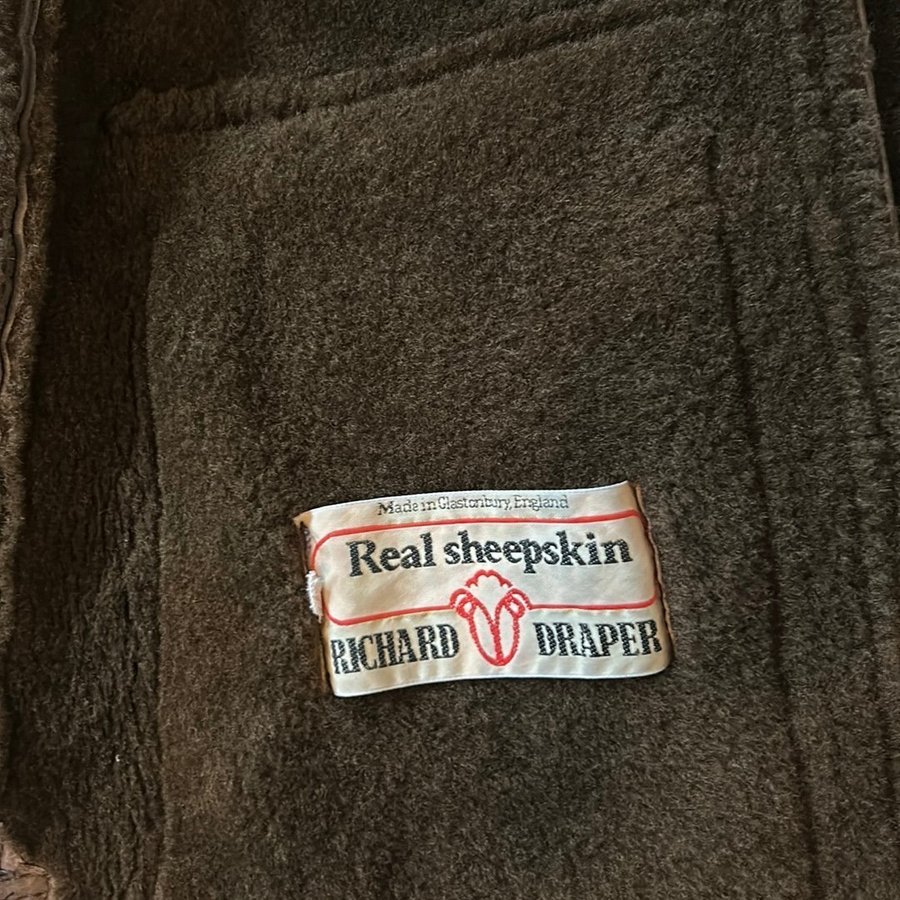 Made in Glastonbury, England
Real sheepskin
RICHARD DRAPER